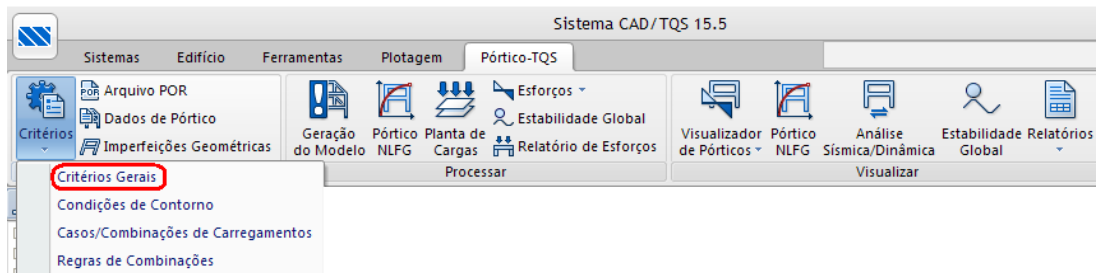 Sistema CAD/TQS 15.5
Sistemas Edifício Ferramentas Plotagem Pórtico-TQS
Critérios
Arquivo POR
Dados de Pórtico
Imperfeições Geométricas
Geração do Modelo
Pórtico NLFG
Planta de Cargas
Esforços
Estabilidade Global
Relatório de Esforços
Processar
Visualizador de Pórticos
Pórtico NLFG
Análise Sísmica/Dinâmica
Estabilidade Global
Relatórios
Visualizar
Critérios Gerais
Condições de Contorno
Casos/Combinações de Carregamentos
Regras de Combinações